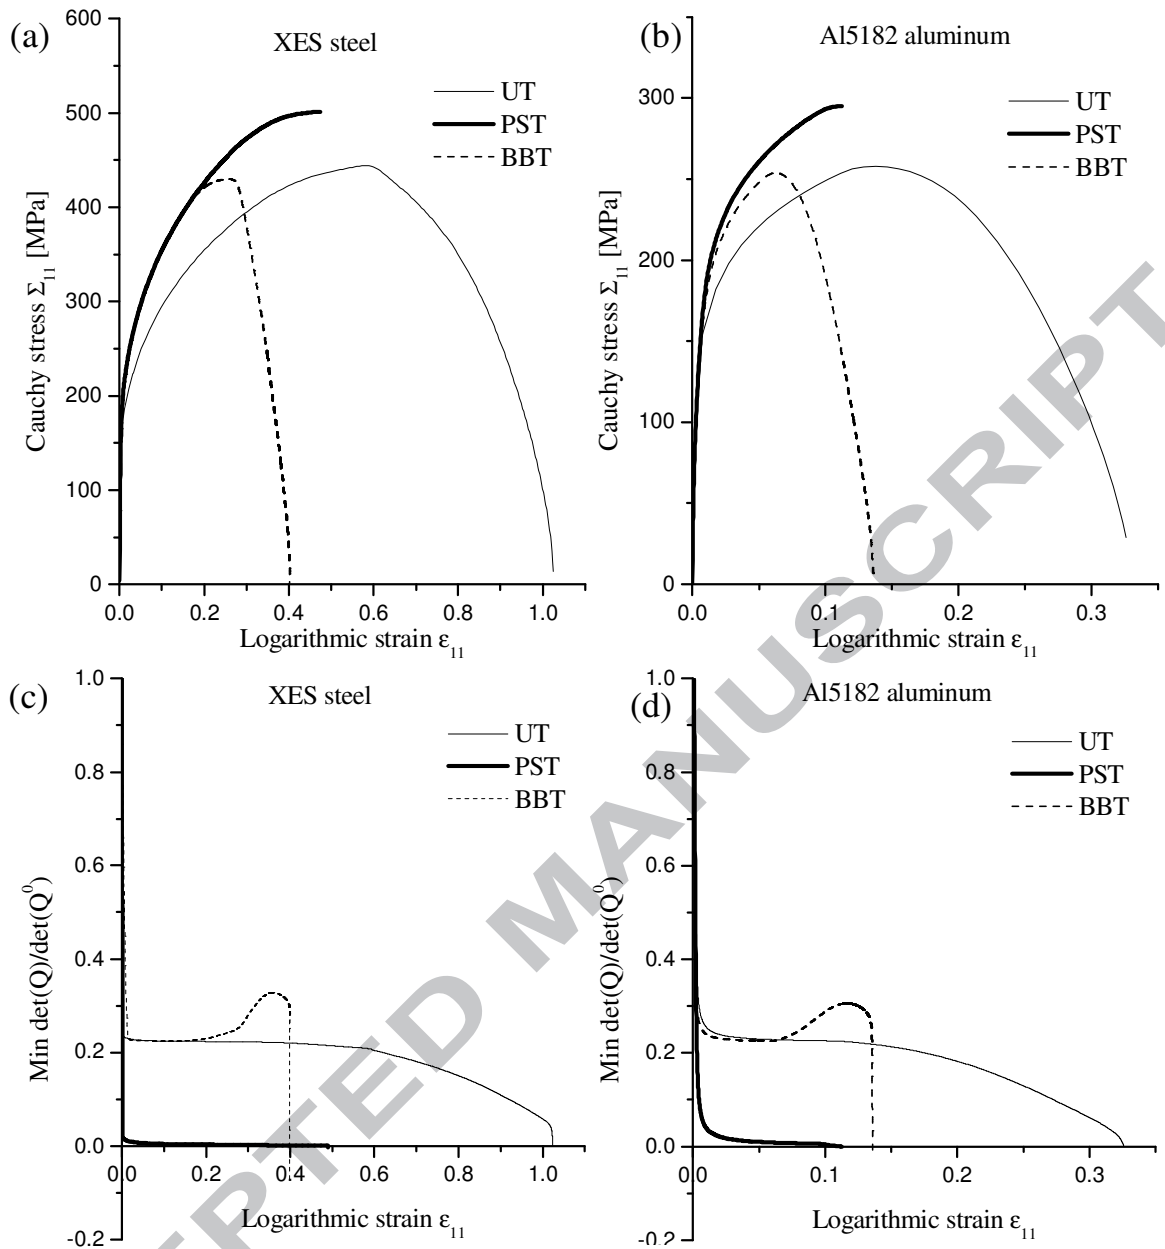 (a)
XES steel
UT
PST
BBT
Cauchy stress Σ11 [MPa]
600
500
400
300
200
100
0
0.0 0.2 0.4 0.6 0.8 1.0
Logarithmic strain ε11
(b)
Al5182 aluminum
UT
PST
BBT
Cauchy stress Σ11 [MPa]
300
200
100
0
0.0 0.1 0.2 0.3
Logarithmic strain ε11
(c)
XES steel
UT
PST
BBT
Min det(Q)/det(Q⁰)
1.0
0.8
0.6
0.4
0.2
0.0
-0.2
0.0 0.2 0.4 0.6 0.8 1.0
Logarithmic strain ε11
(d)
Al5182 aluminum
UT
PST
BBT
Min det(Q)/det(Q⁰)
1.0
0.8
0.6
0.4
0.2
0.0
-0.2
0.0 0.1 0.2 0.3
Logarithmic strain ε11
EPTED MANUSCRIPT